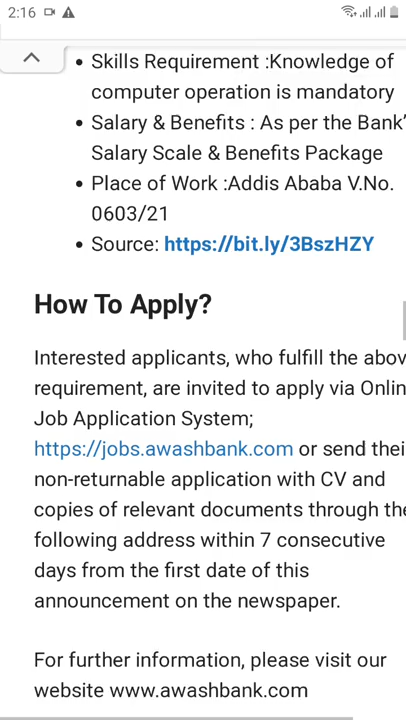 2:16
Skills Requirement :Knowledge of
computer operation is mandatory
Salary & Benefits : As per the Bank'
Salary Scale & Benefits Package
Place of Work :Addis Ababa V.No.
0603/21
Source: https://bit.ly/3BszHZY
How To Apply?
Interested applicants, who fulfill the abov
requirement, are invited to apply via Onlin
Job Application System;
https://jobs.awashbank.com or send thei
non-returnable application with CV and
copies of relevant documents through the
following address within 7 consecutive
days from the first date of this
announcement on the newspaper.
For further information, please visit our
website www.awashbank.com